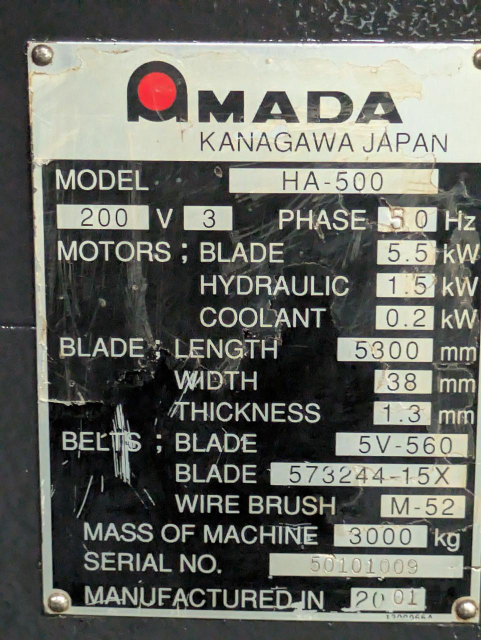 AMADA
KANAGAWA JAPAN
MODEL HA-500
200 V 3 PHASE 50 Hz
MOTORS ; BLADE 5.5 kW
HYDRAULIC 1.5 kW
COOLANT 0.2 kW
BLADE ; LENGTH 5300 mm
WIDTH 38 mm
THICKNESS 1.3 mm
BELTS ; BLADE 5V-560
BLADE 573244-15X
WIRE BRUSH M-52
MASS OF MACHINE 3000 kg
SERIAL NO. 50101009
MANUFACTURED IN 2001